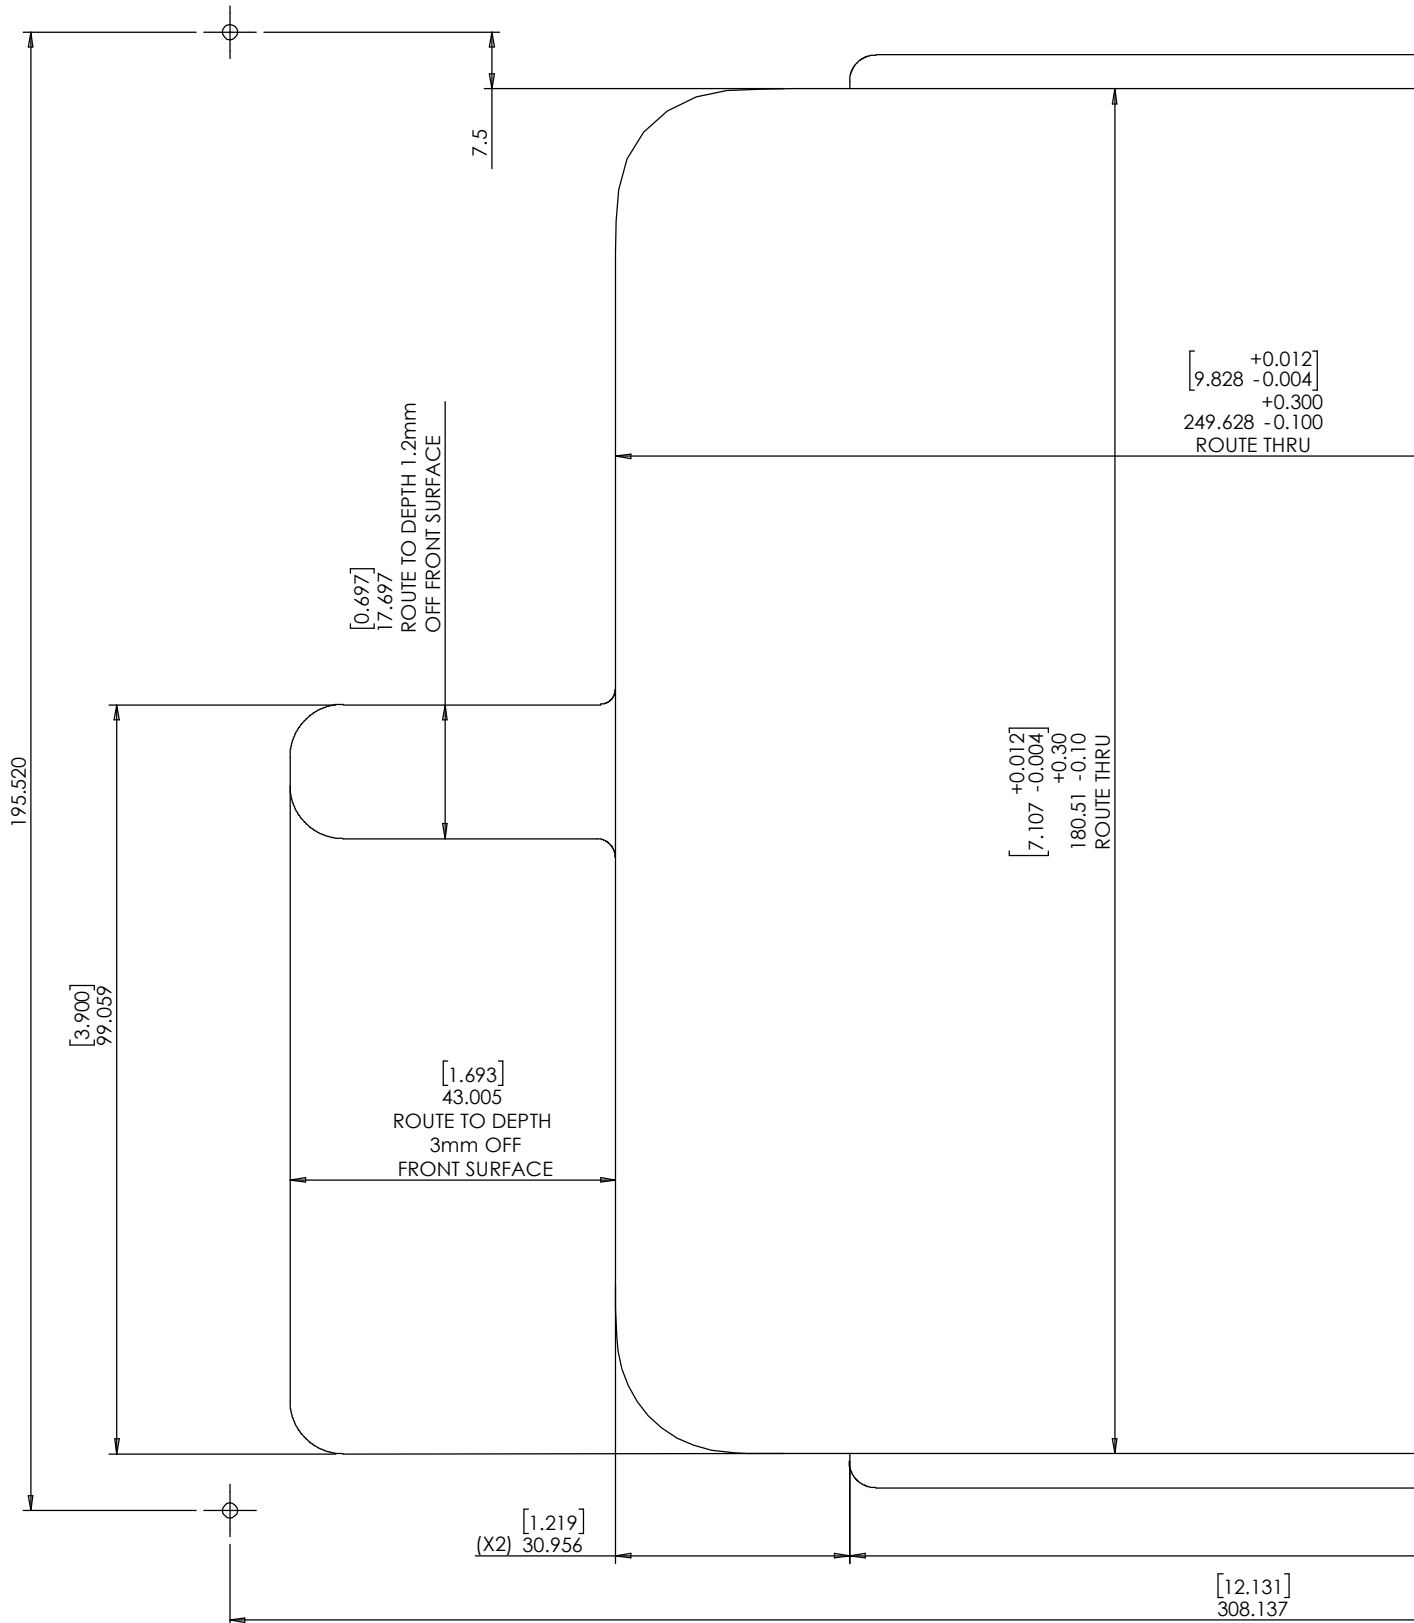 7.5
[9.828 +0.012 -0.004]
249.628 +0.300 -0.100
ROUTE THRU
[0.697]
17.697
ROUTE TO DEPTH 1.2mm
OFF FRONT SURFACE
195.520
[7.107 +0.012 -0.004]
180.51 +0.30 -0.10
ROUTE THRU
[3.900]
99.059
[1.693]
43.005
ROUTE TO DEPTH
3mm OFF
FRONT SURFACE
[1.219]
(X2) 30.956
[12.131]
308.137